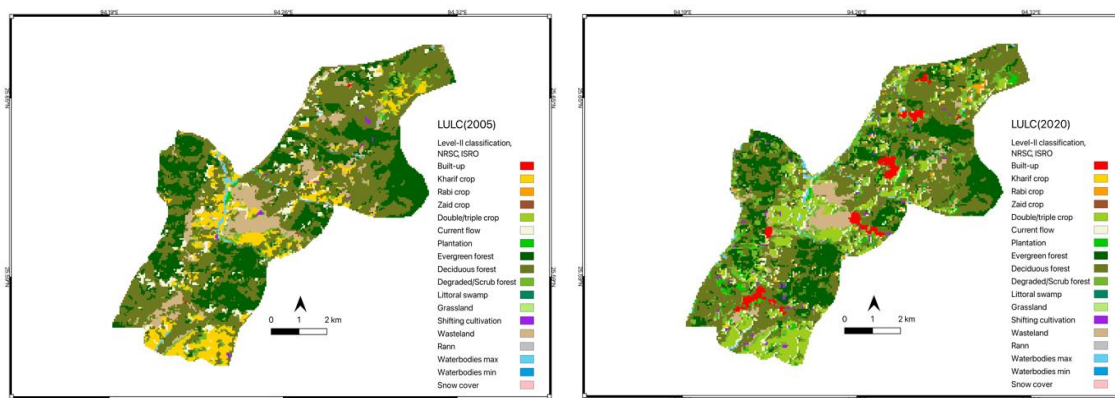 94.19°E 94.26°E 94.32°E
LULC(2005)
Level-II classification,
NRSC, ISRO
Built-up
Kharif crop
Rabi crop
Zaid crop
Double/triple crop
Current flow
Plantation
Evergreen forest
Deciduous forest
Degraded/Scrub forest
Littoral swamp
Grassland
Shifting cultivation
Wasteland
Rann
Waterbodies max
Waterbodies min
Snow cover
0 1 2 km
94.19°E 94.26°E 94.32°E
LULC(2020)
Level-II classification,
NRSC, ISRO
Built-up
Kharif crop
Rabi crop
Zaid crop
Double/triple crop
Current flow
Plantation
Evergreen forest
Deciduous forest
Degraded/Scrub forest
Littoral swamp
Grassland
Shifting cultivation
Wasteland
Rann
Waterbodies max
Waterbodies min
Snow cover
0 1 2 km